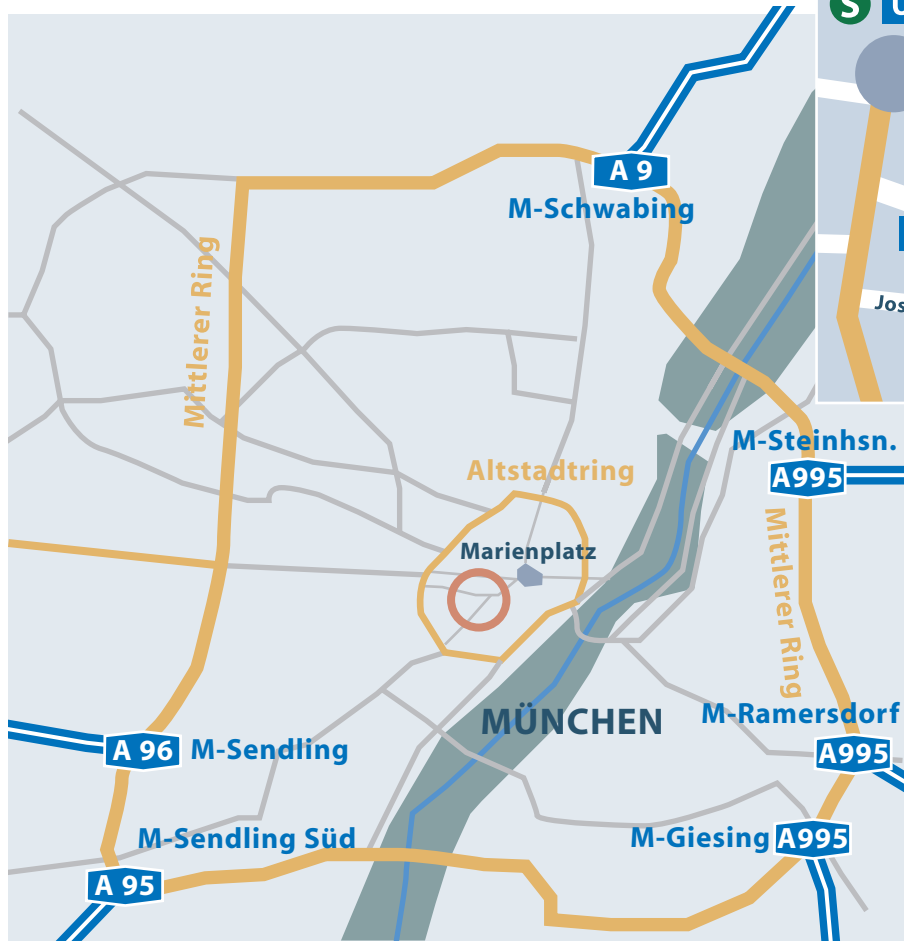 S
A 9
M-Schwabing
Mittlerer Ring
M-Steinhsn.
A995
Altstadtring
Marienplatz
Mittlerer Ring
MÜNCHEN
M-Ramersdorf
A995
A 96
M-Sendling
M-Sendling Süd
M-Giesing
A995
A 95